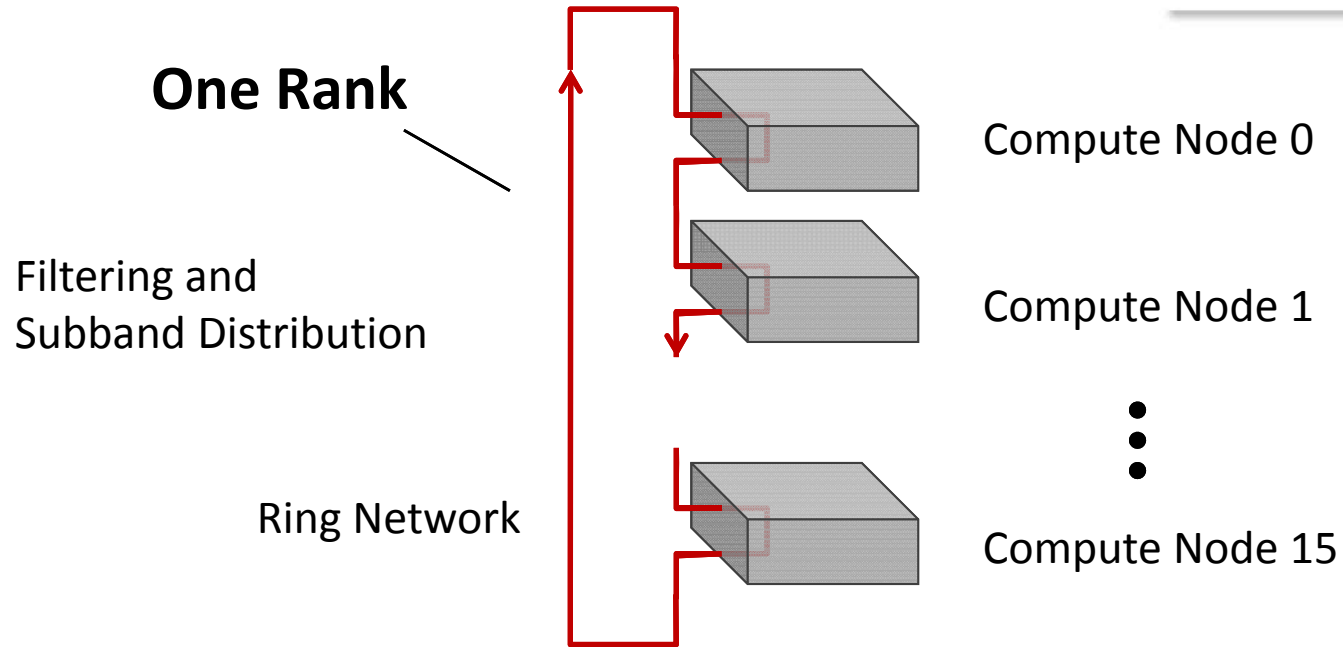 One Rank
Compute Node 0
Filtering and
Subband Distribution
Compute Node 1
Ring Network
Compute Node 15